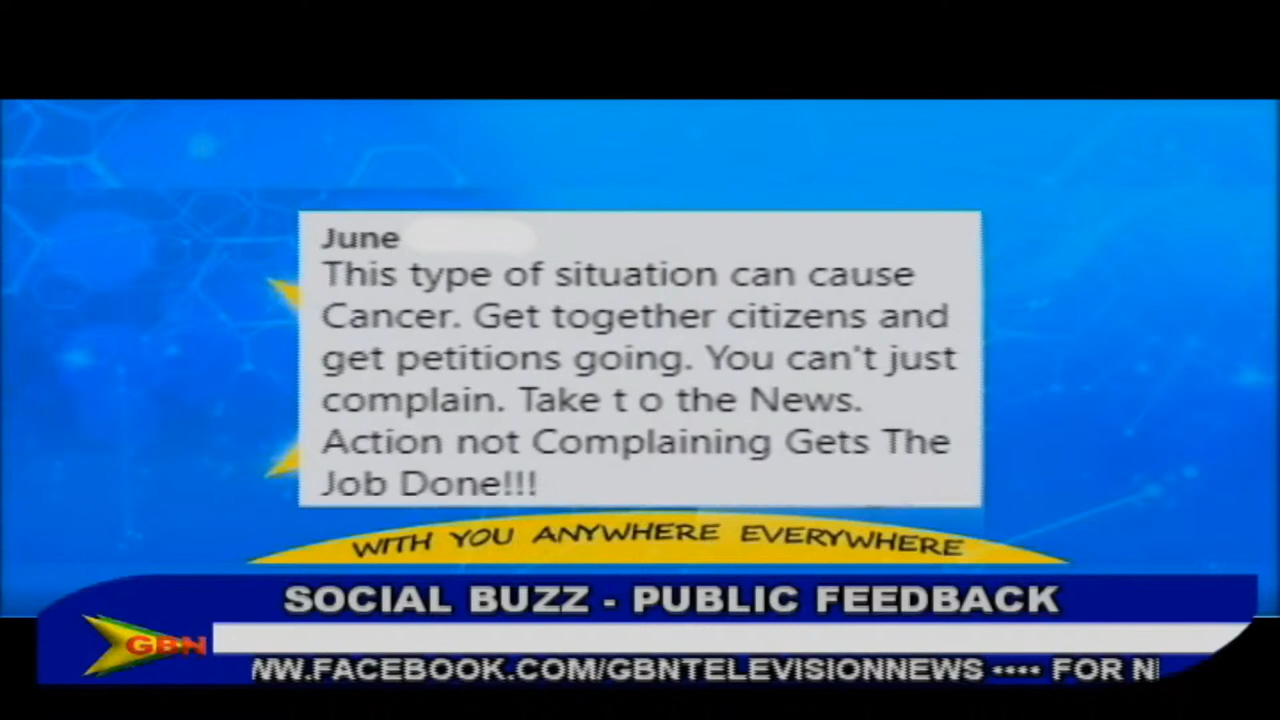 June
This type of situation can cause
Cancer. Get together citizens and
get petitions going. You can't just
complain. Take t o the News.
Action not Complaining Gets The
Job Done!!!
WITH YOU ANYWHERE EVERYWHERE
SOCIAL BUZZ - PUBLIC FEEDBACK
GBN
WW.FACEBOOK.COM/GBNTELEVISIONNEWS •••• FOR N